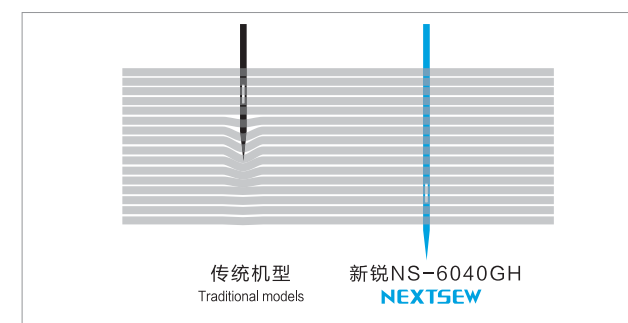 传统机型
Traditional models
新锐NS-6040GH
NEXTSEW